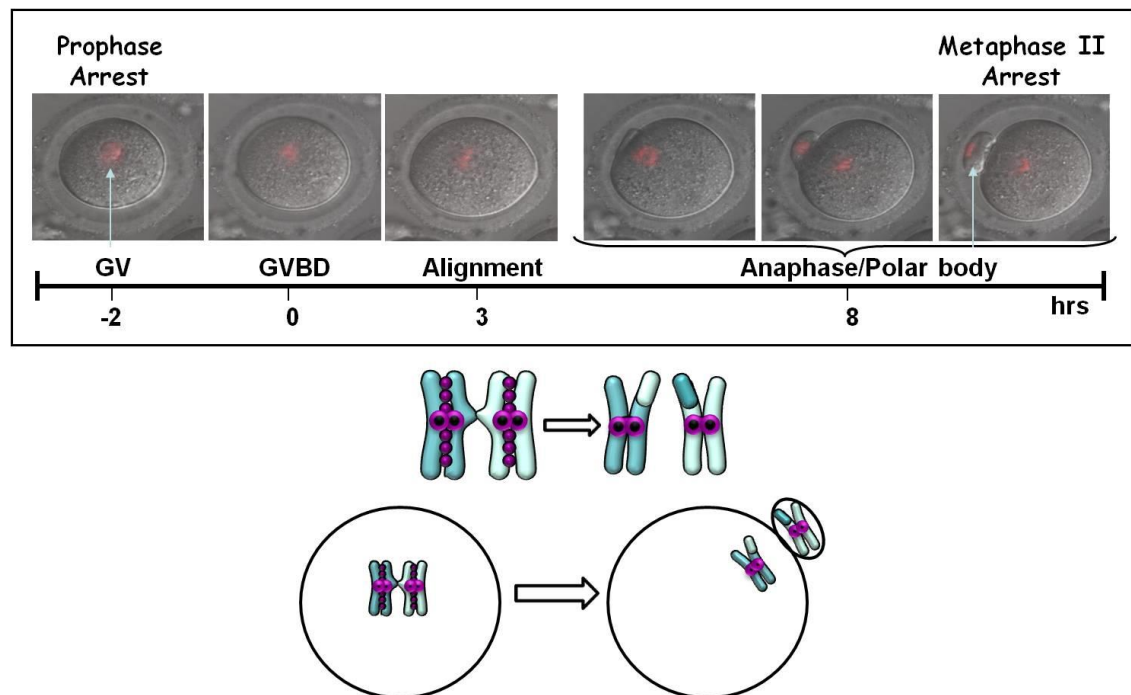 Prophase
Arrest
Metaphase II
Arrest
GV
GVBD
Alignment
Anaphase/Polar body
-2
0
3
8
hrs